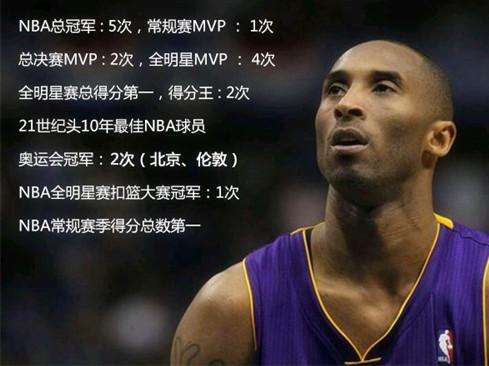 NBA总冠军：5次，常规赛MVP ： 1次
总决赛MVP：2次，全明星MVP ： 4次
全明星赛总得分第一，得分王：2次
21世纪头10年最佳NBA球员
奥运会冠军：2次（北京、伦敦）
NBA全明星赛扣篮大赛冠军：1次
NBA常规赛季得分总数第一
NBA